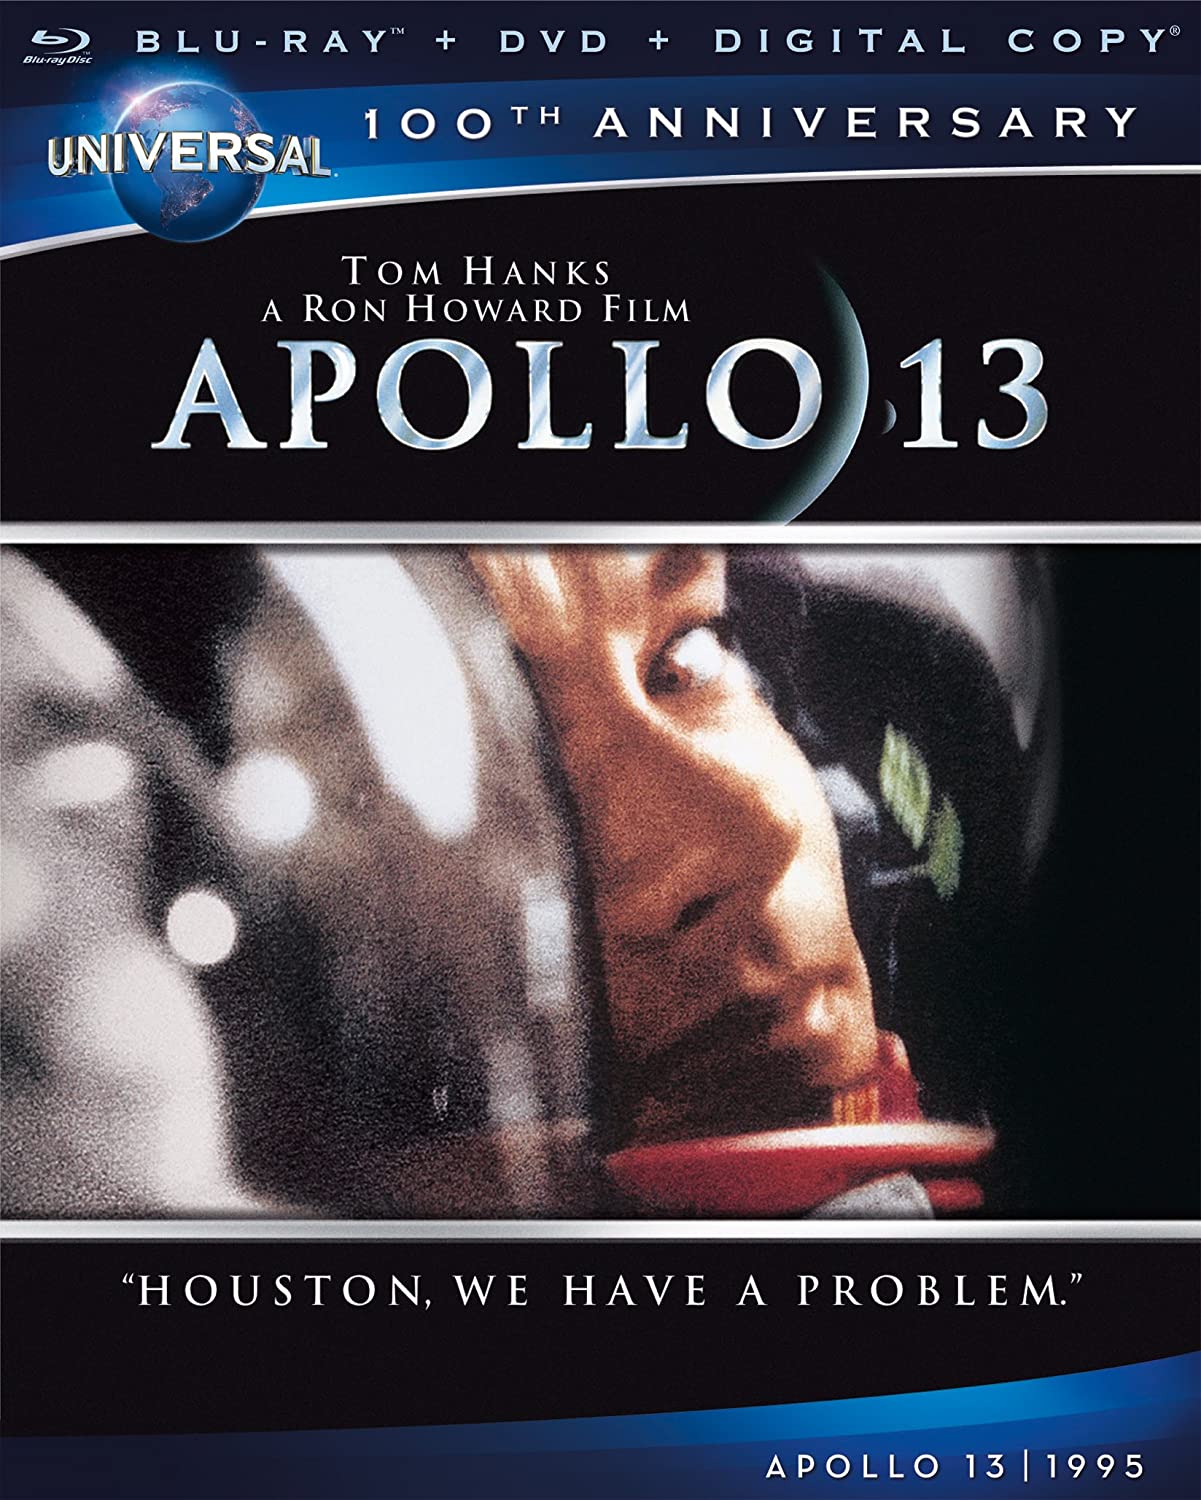 Blu-ray Disc™
BLU-RAY™ + DVD + DIGITAL COPY®
UNIVERSAL
100TH ANNIVERSARY
TOM HANKS
A RON HOWARD FILM
APOLLO 13
“HOUSTON, WE HAVE A PROBLEM.”
APOLLO 13 | 1995